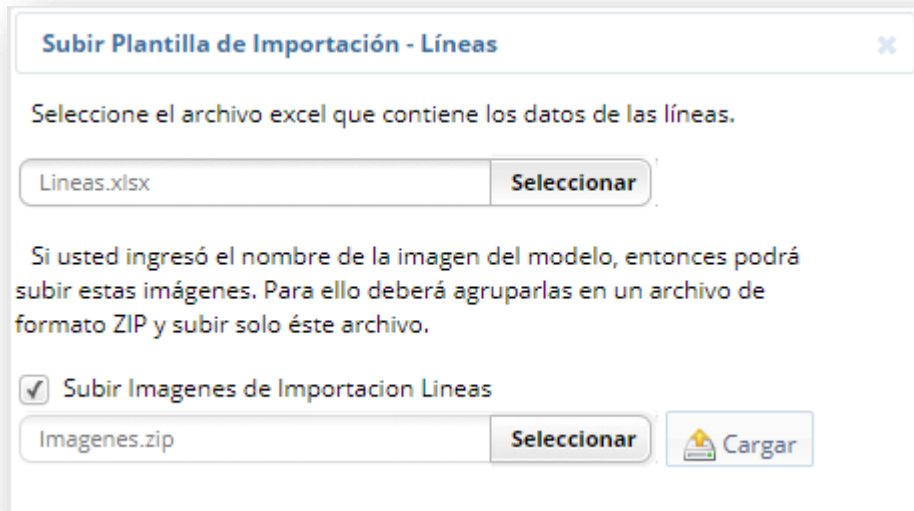 Subir Plantilla de Importación - Líneas
Seleccione el archivo excel que contiene los datos de las líneas.
Lineas.xlsx Seleccionar
Si usted ingresó el nombre de la imagen del modelo, entonces podrá
subir estas imágenes. Para ello deberá agruparlas en un archivo de
formato ZIP y subir solo éste archivo.
Subir Imagenes de Importacion Lineas
Imagenes.zip Seleccionar Cargar